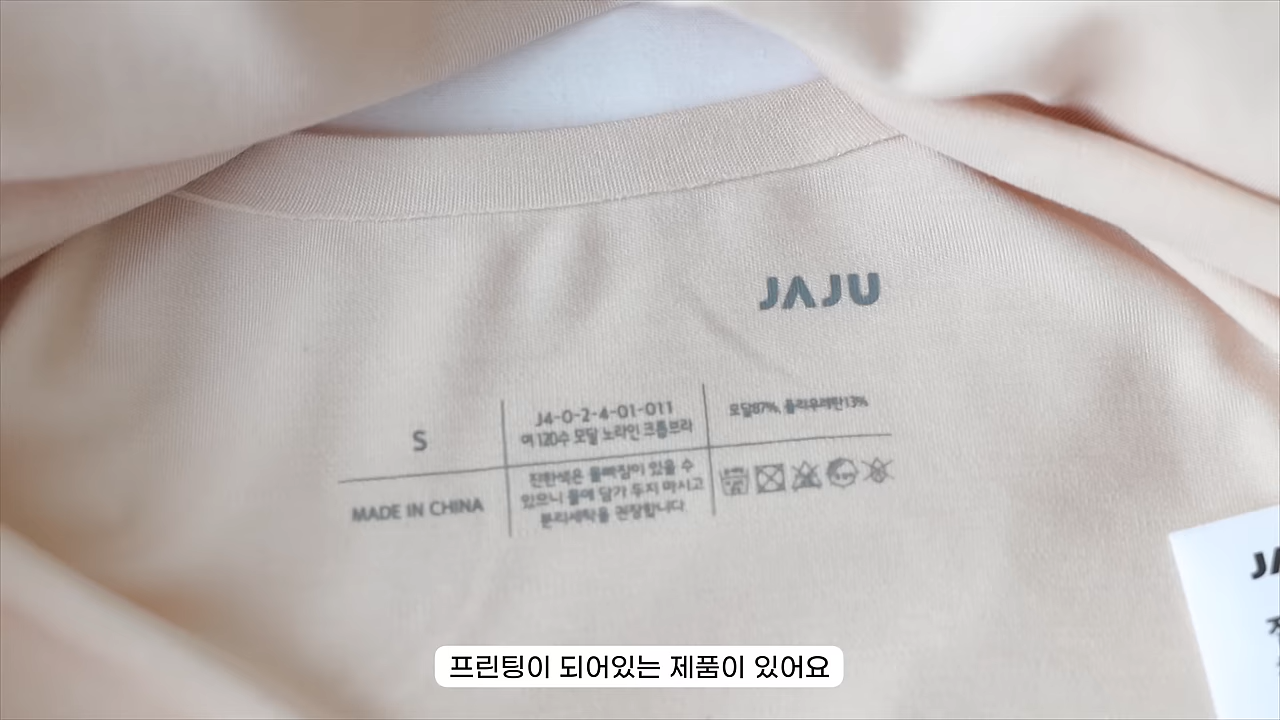 JAJU
S
J4-0-2-4-01-011
여 120수 모달 노라인 크롭브라
모달87%, 폴리우레탄13%
MADE IN CHINA
진한색은 물빠짐이 있을 수
있으니 물에 담가 두지 마시고
분리세탁을 권장합니다
JA
프린팅이 되어있는 제품이 있어요